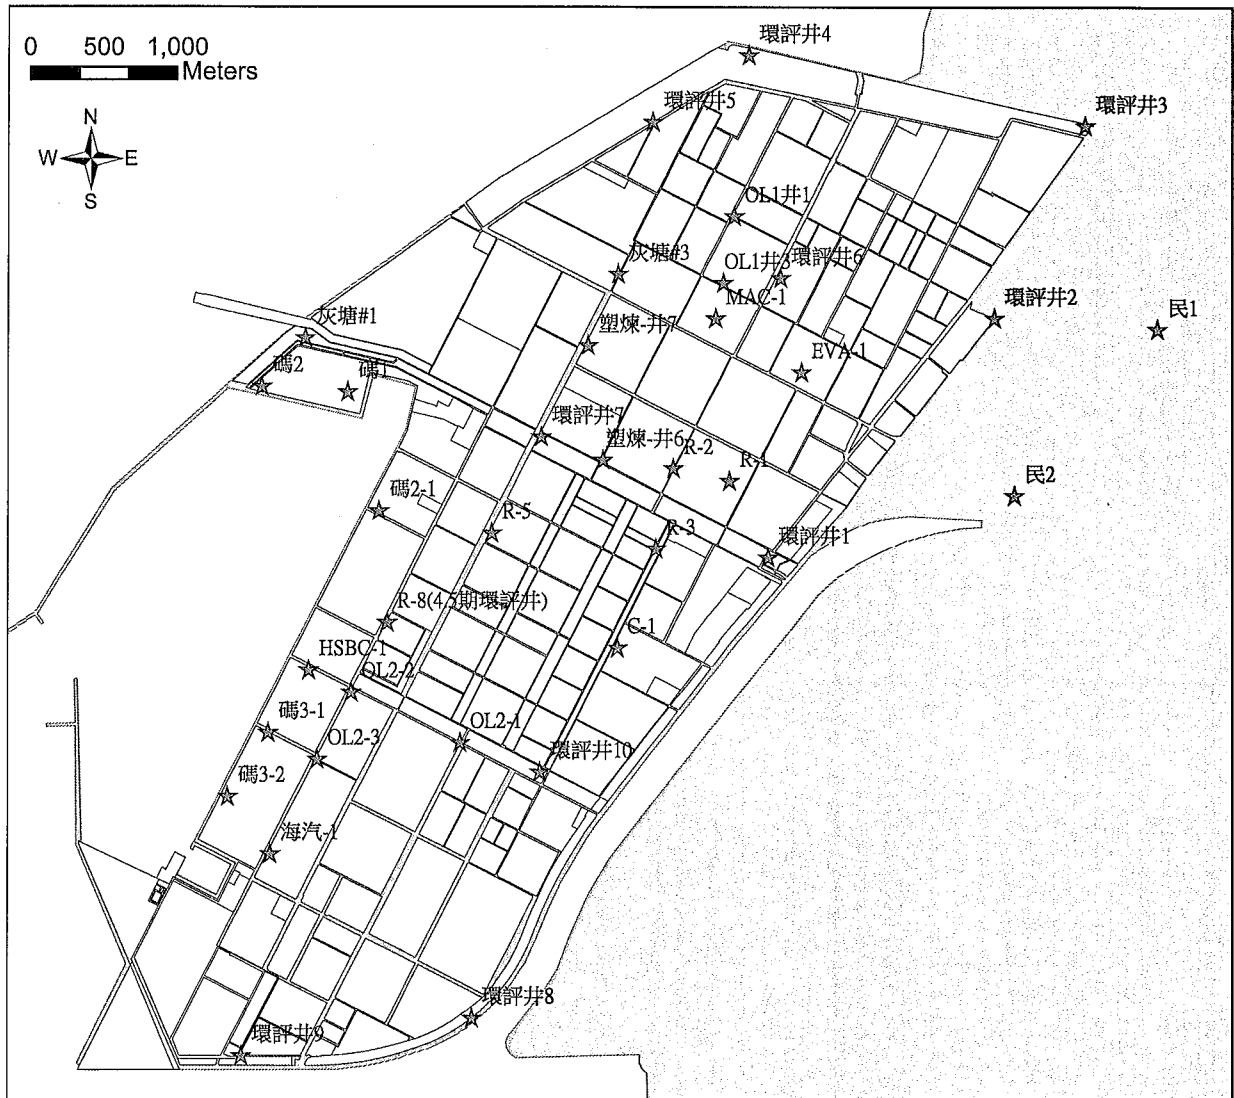 0 500 1,000
Meters
N
W E
S
環評井4
環評井3
環評井5
OL1井1
灰塘#3
OL1井3
環評井6
MAC-1
環評井2
民1
灰塘#1
塑煉-井7
EVA-1
碼2
碼1
環評井7
塑煉-井6
R-2
R-1
民2
碼2-1
R-5
R-3
環評井1
R-8(4.5期環評井)
C-1
HSBC-1
OL2-2
碼3-1
OL2-3
OL2-1
環評井10
碼3-2
海汽-1
環評井8
環評井9